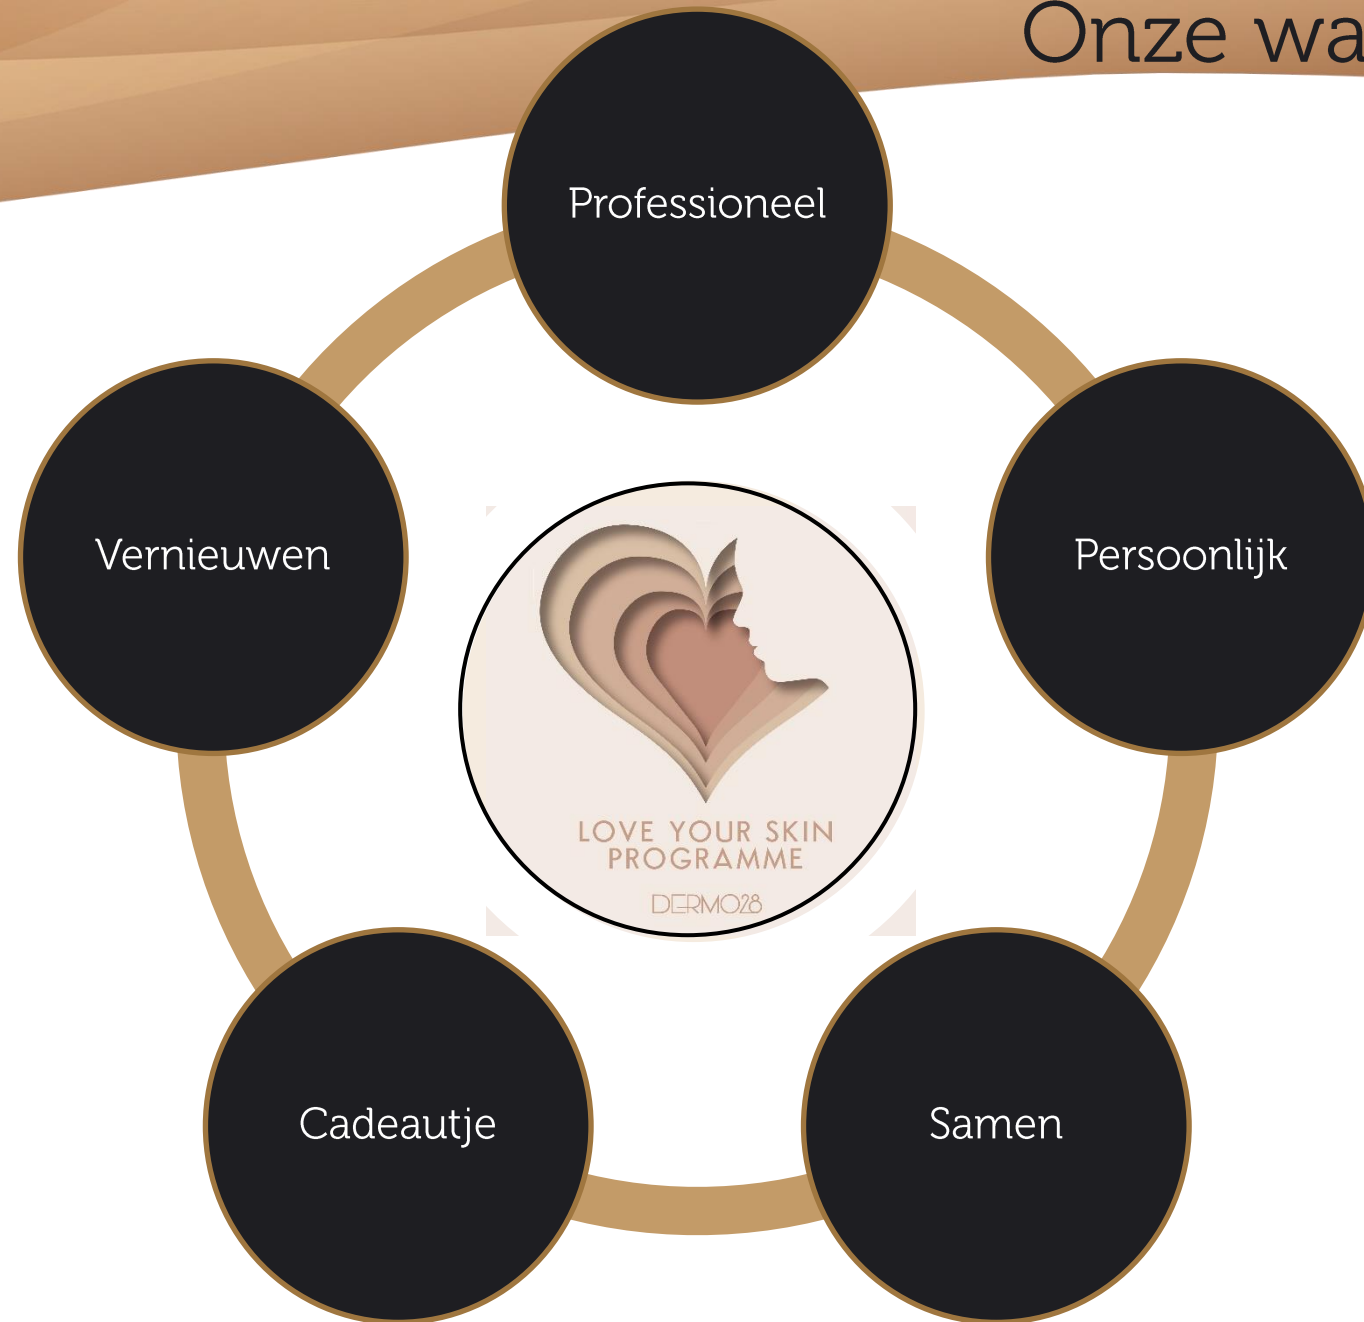 Onze wa
Professioneel
Vernieuwen
Persoonlijk
LOVE YOUR SKIN
PROGRAMME
DERMO28
Cadeautje
Samen